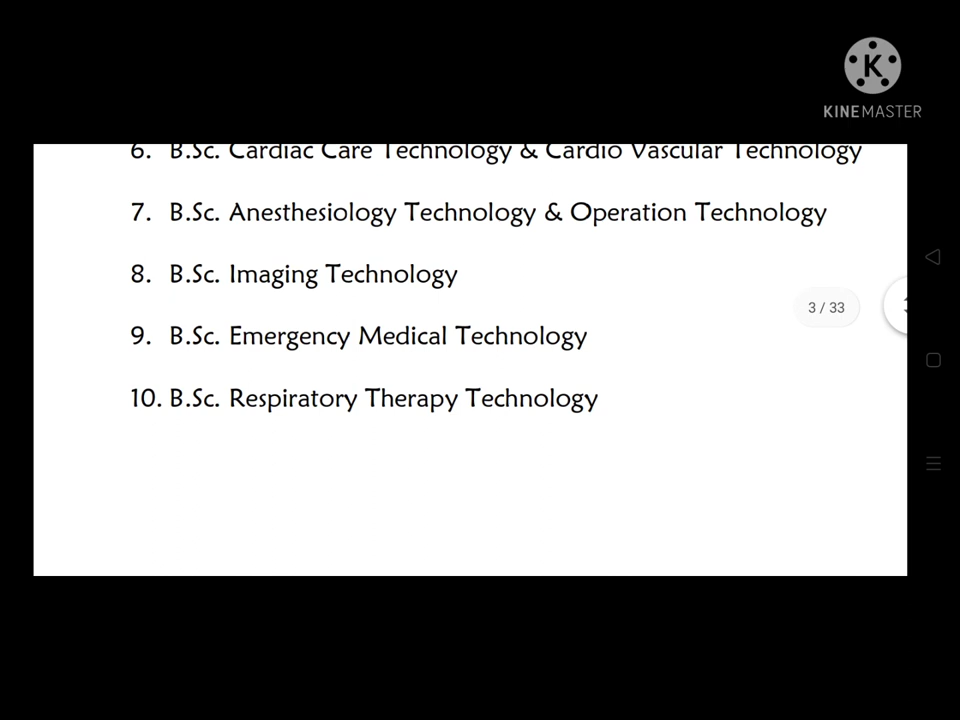 K
KINEMASTER
6. B.Sc. Cardiac Care Technology & Cardio Vascular Technology
7. B.Sc. Anesthesiology Technology & Operation Technology
8. B.Sc. Imaging Technology
3 / 33
9. B.Sc. Emergency Medical Technology
10. B.Sc. Respiratory Therapy Technology